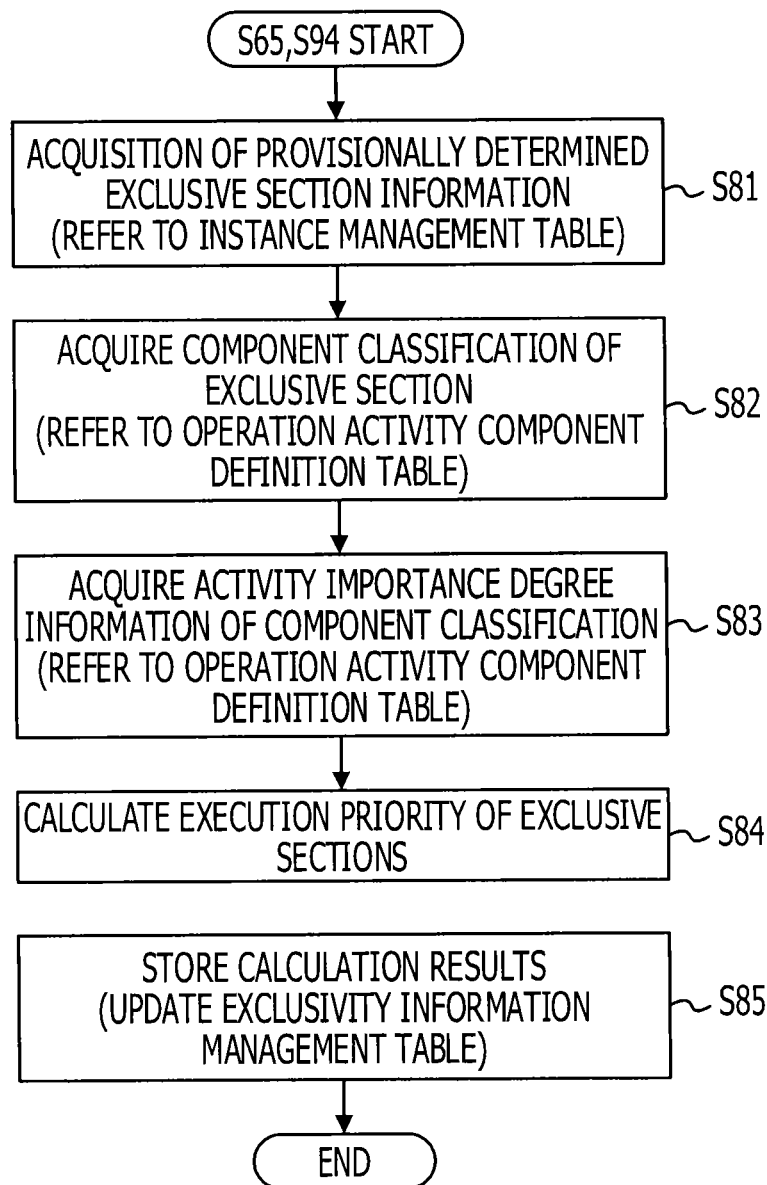 S65,S94 START
ACQUISITION OF PROVISIONALLY DETERMINED
EXCLUSIVE SECTION INFORMATION
(REFER TO INSTANCE MANAGEMENT TABLE)
S81
ACQUIRE COMPONENT CLASSIFICATION OF
EXCLUSIVE SECTION
(REFER TO OPERATION ACTIVITY COMPONENT
DEFINITION TABLE)
S82
ACQUIRE ACTIVITY IMPORTANCE DEGREE
INFORMATION OF COMPONENT CLASSIFICATION
(REFER TO OPERATION ACTIVITY COMPONENT
DEFINITION TABLE)
S83
CALCULATE EXECUTION PRIORITY OF EXCLUSIVE
SECTIONS
S84
STORE CALCULATION RESULTS
(UPDATE EXCLUSIVITY INFORMATION
MANAGEMENT TABLE)
S85
END